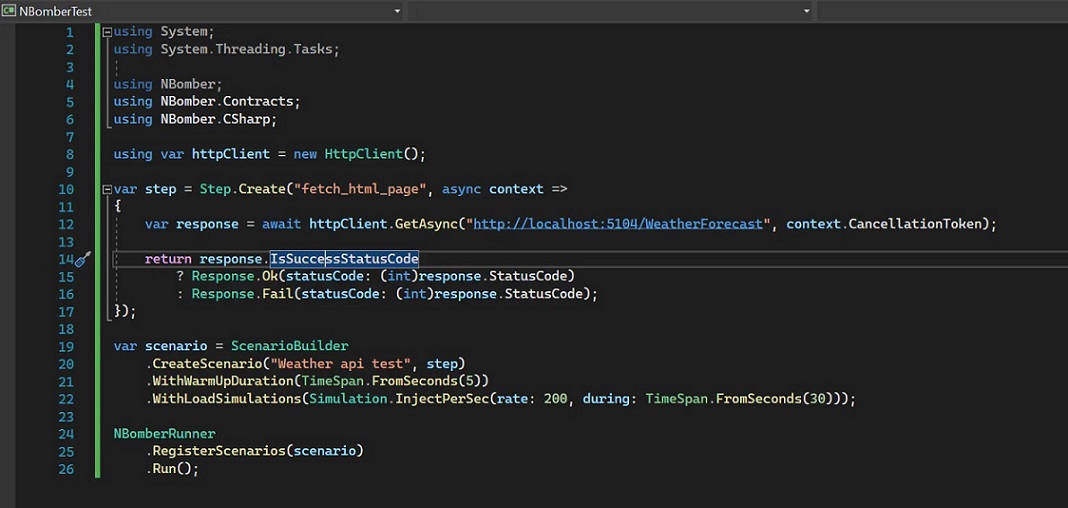 C# NBomberTest
1 using System;
2 using System.Threading.Tasks;
3
4 using NBomber;
5 using NBomber.Contracts;
6 using NBomber.CSharp;
7
8 using var httpClient = new HttpClient();
9
10 var step = Step.Create("fetch_html_page", async context =>
11 {
12 var response = await httpClient.GetAsync("http://localhost:5104/WeatherForecast", context.CancellationToken);
13
14 return response.IsSuccessStatusCode
15 ? Response.Ok(statusCode: (int)response.StatusCode)
16 : Response.Fail(statusCode: (int)response.StatusCode);
17 });
18
19 var scenario = ScenarioBuilder
20 .CreateScenario("Weather api test", step)
21 .WithWarmUpDuration(TimeSpan.FromSeconds(5))
22 .WithLoadSimulations(Simulation.InjectPerSec(rate: 200, during: TimeSpan.FromSeconds(30)));
23
24 NBomberRunner
25 .RegisterScenarios(scenario)
26 .Run();